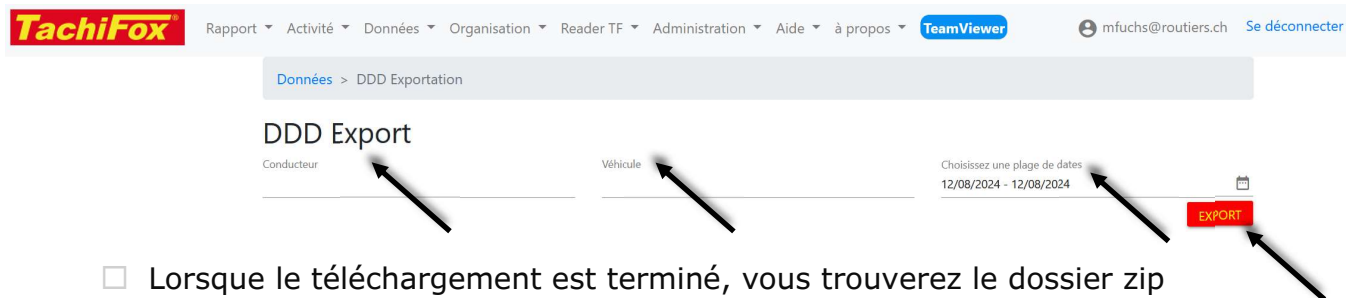 TachiFox®
Rapport Activité Données Organisation Reader TF Administration Aide à propos TeamViewer mfuchs@routiers.ch Se déconnecter
Données > DDD Exportation
DDD Export
Conducteur Véhicule Choisissez une plage de dates
12/08/2024 - 12/08/2024
EXPORT
Lorsque le téléchargement est terminé, vous trouverez le dossier zip